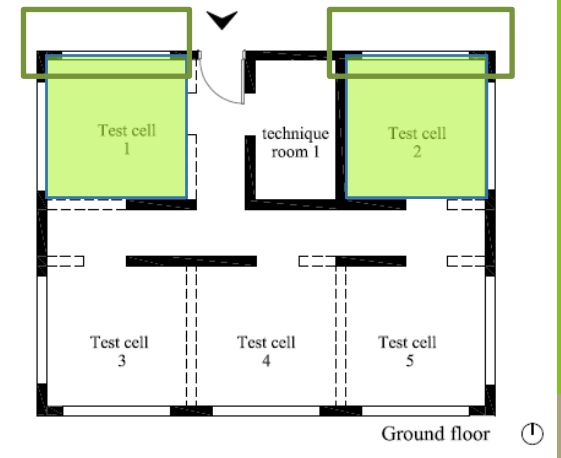 Test cell
1
technique
room 1
Test cell
2
Test cell
3
Test cell
4
Test cell
5
Ground floor